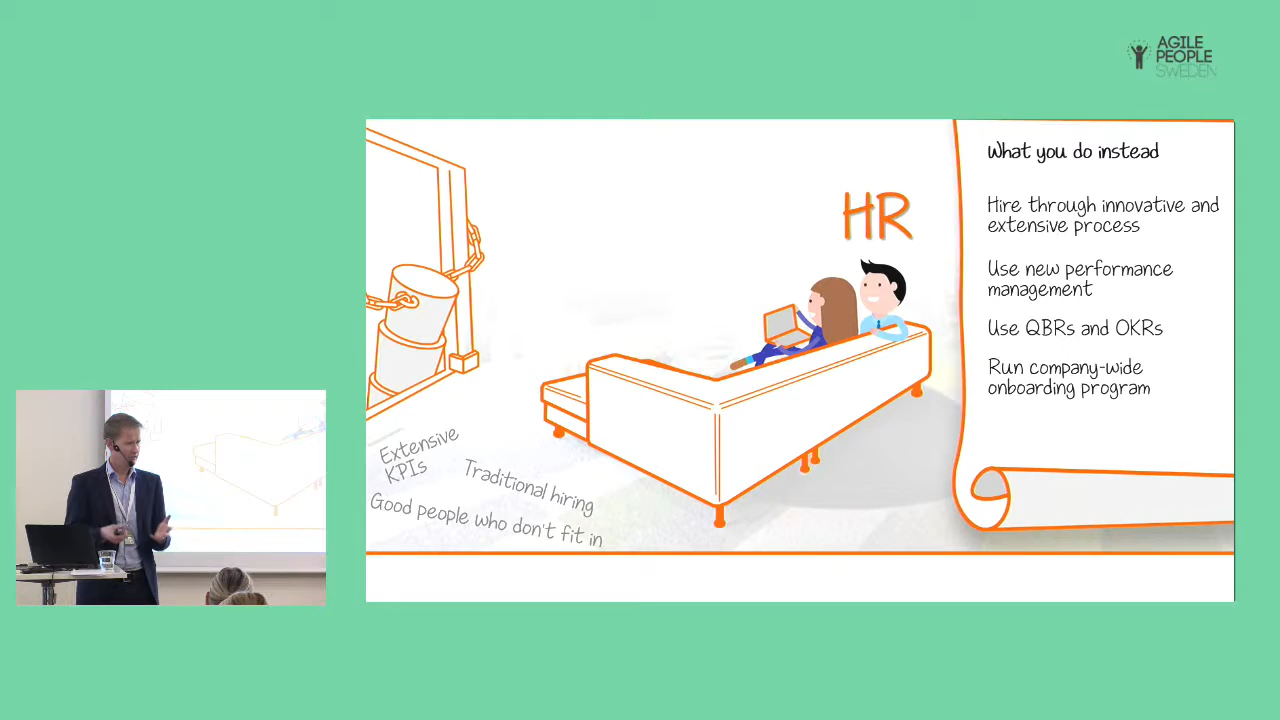 AGILE
PEOPLE
SWEDEN
HR
What you do instead
Hire through innovative and
extensive process
Use new performance
management
Use QBRs and OKRs
Run company-wide
onboarding program
Extensive
KPIs
Traditional hiring
Good people who don't fit in